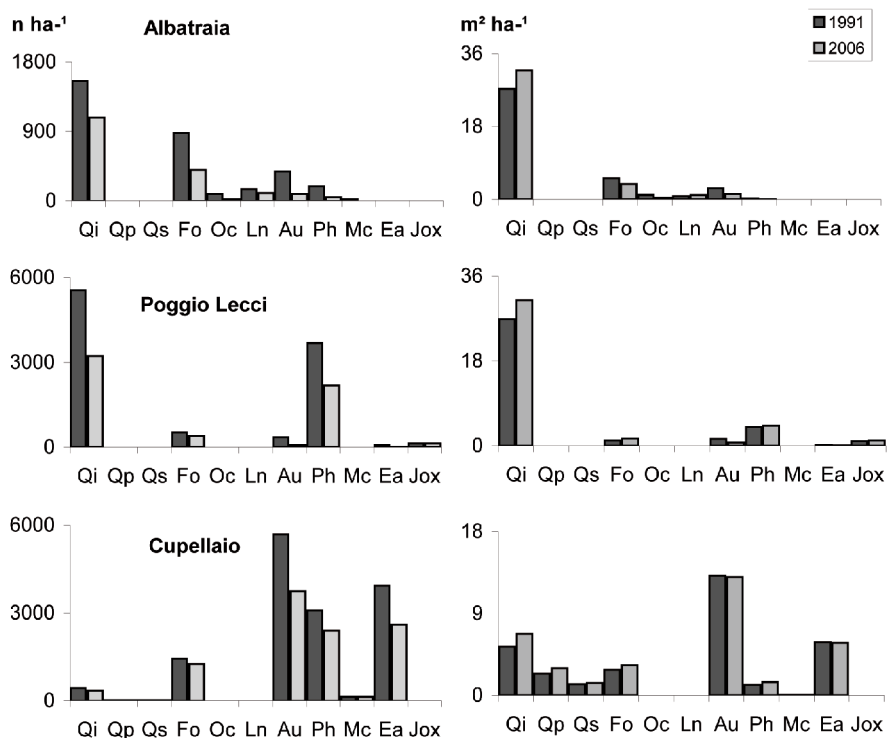 n ha-¹ Albatraia m² ha-¹ 1991
2006
1800
900
0
Qi Qp Qs Fo Oc Ln Au Ph Mc Ea Jox
36
18
0
Qi Qp Qs Fo Oc Ln Au Ph Mc Ea Jox
Poggio Lecci
6000
3000
0
Qi Qp Qs Fo Oc Ln Au Ph Mc Ea Jox
36
18
0
Qi Qp Qs Fo Oc Ln Au Ph Mc Ea Jox
Cupellaio
6000
3000
0
Qi Qp Qs Fo Oc Ln Au Ph Mc Ea Jox
18
9
0
Qi Qp Qs Fo Oc Ln Au Ph Mc Ea Jox